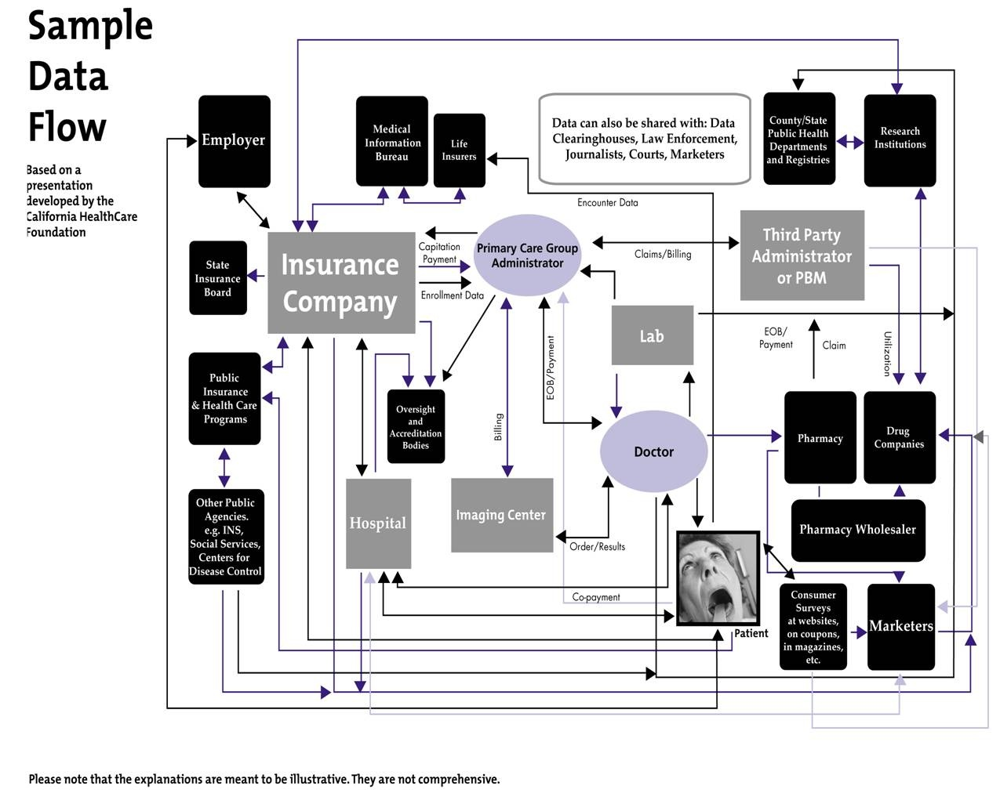 Sample
Data
Flow
Based on a
presentation
developed by the
California HealthCare
Foundation
Employer
Medical
Information
Bureau
Life
Insurers
Data can also be shared with: Data
Clearinghouses, Law Enforcement,
Journalists, Courts, Marketers
County/State
Public Health
Departments
and Registries
Research
Institutions
Encounter Data
State
Insurance
Board
Insurance
Company
Capitation
Payment
Enrollment Data
Primary Care Group
Administrator
Claims/Billing
Third Party
Administrator
or PBM
Lab
EOB/
Payment
Claim
Utilization
EOB/Payment
Billing
Public
Insurance
& Health Care
Programs
Oversight
and
Accreditation
Bodies
Doctor
Pharmacy
Drug
Companies
Other Public
Agencies.
e.g. INS,
Social Services,
Centers for
Disease Control
Hospital
Imaging Center
Order/Results
Pharmacy Wholesaler
Co-payment
Patient
Consumer
Surveys
at websites,
on coupons,
in magazines,
etc.
Marketers
Please note that the explanations are meant to be illustrative. They are not comprehensive.